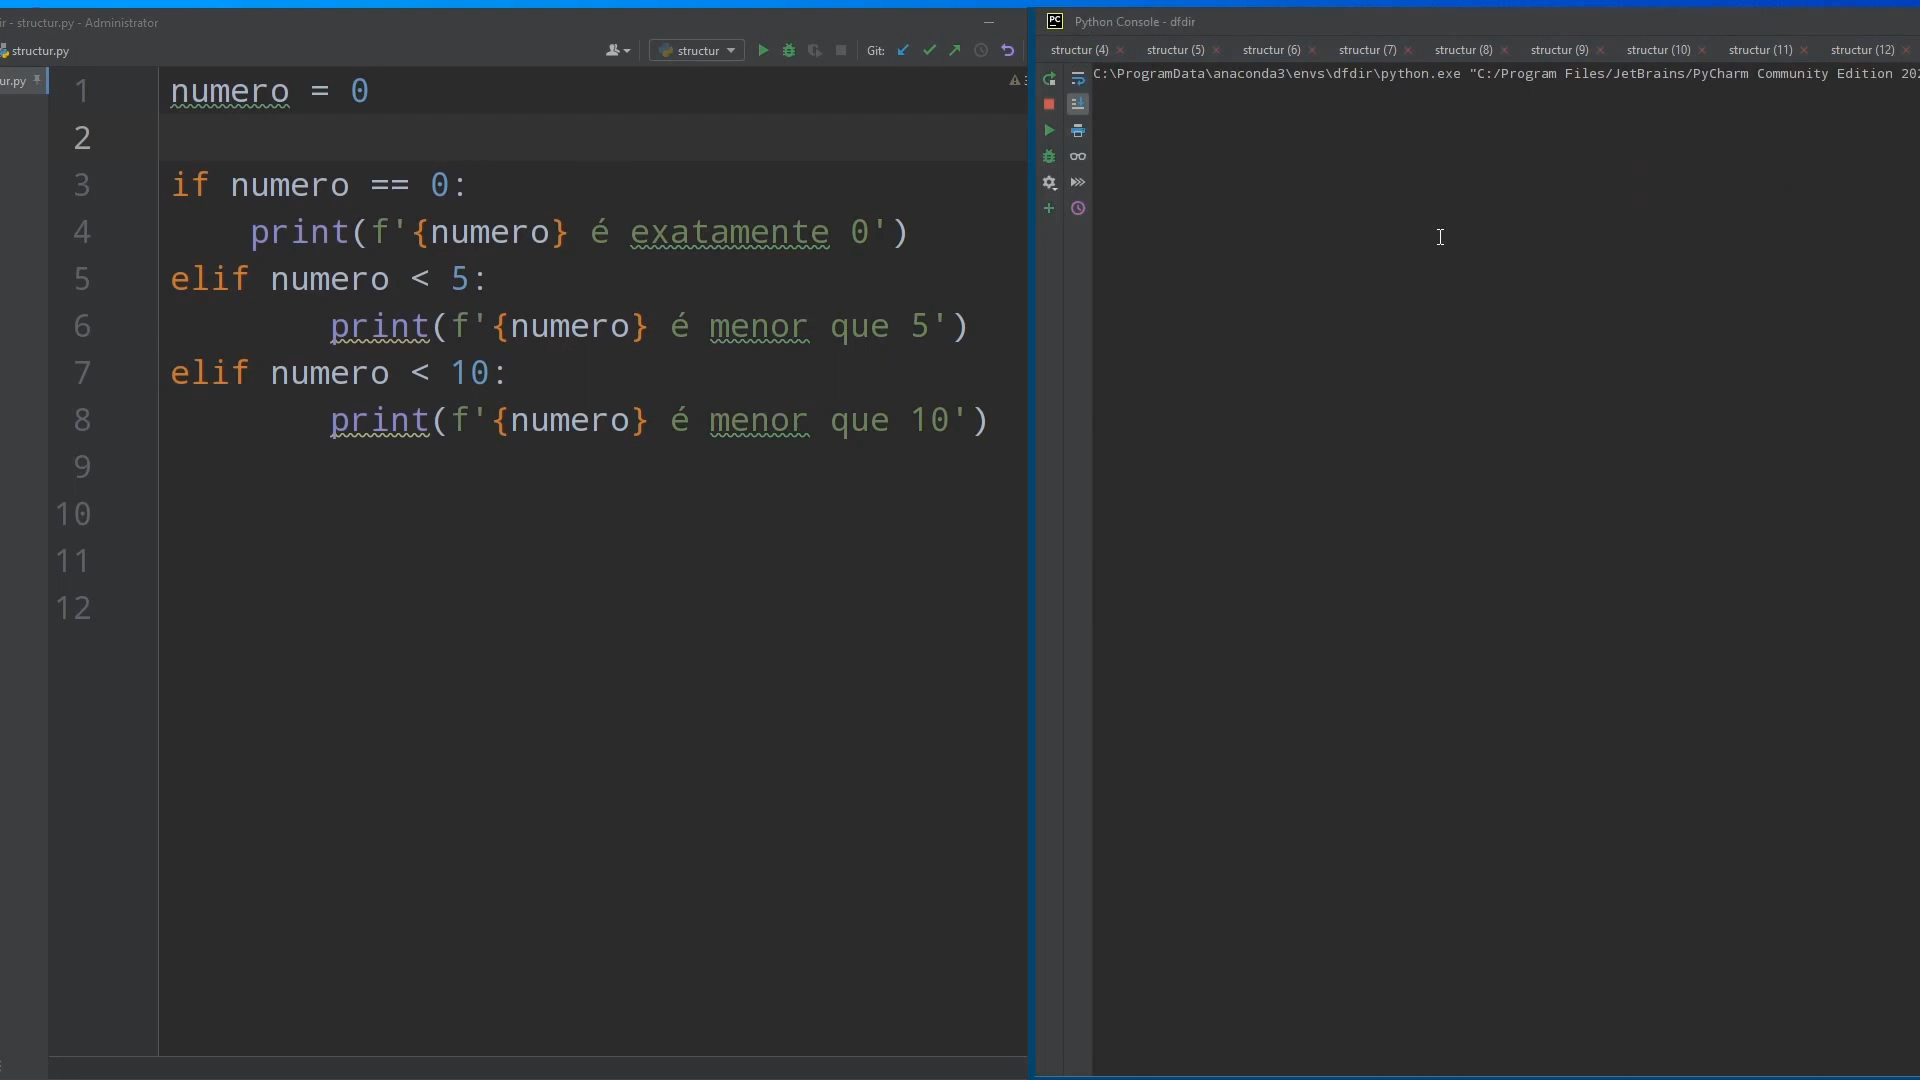 ir - structur.py - Administrator
structur.py
structur
Git:
ur.py
1 numero = 0
2
3 if numero == 0:
4     print(f'{numero} é exatamente 0')
5 elif numero < 5:
6         print(f'{numero} é menor que 5')
7 elif numero < 10:
8         print(f'{numero} é menor que 10')
9
10
11
12
PC Python Console - dfdir
structur (4) structur (5) structur (6) structur (7) structur (8) structur (9) structur (10) structur (11) structur (12)
C:\ProgramData\anaconda3\envs\dfdir\python.exe "C:/Program Files/JetBrains/PyCharm Community Edition 202